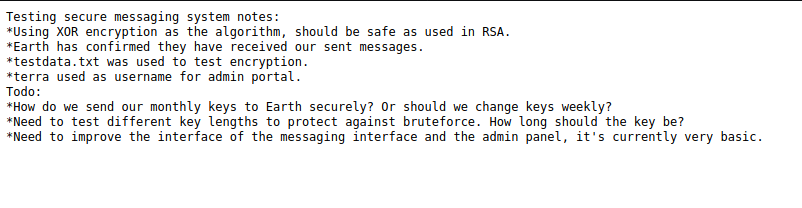 Testing secure messaging system notes:
*Using XOR encryption as the algorithm, should be safe as used in RSA.
*Earth has confirmed they have received our sent messages.
*testdata.txt was used to test encryption.
*terra used as username for admin portal.
Todo:
*How do we send our monthly keys to Earth securely? Or should we change keys weekly?
*Need to test different key lengths to protect against bruteforce. How long should the key be?
*Need to improve the interface of the messaging interface and the admin panel, it's currently very basic.